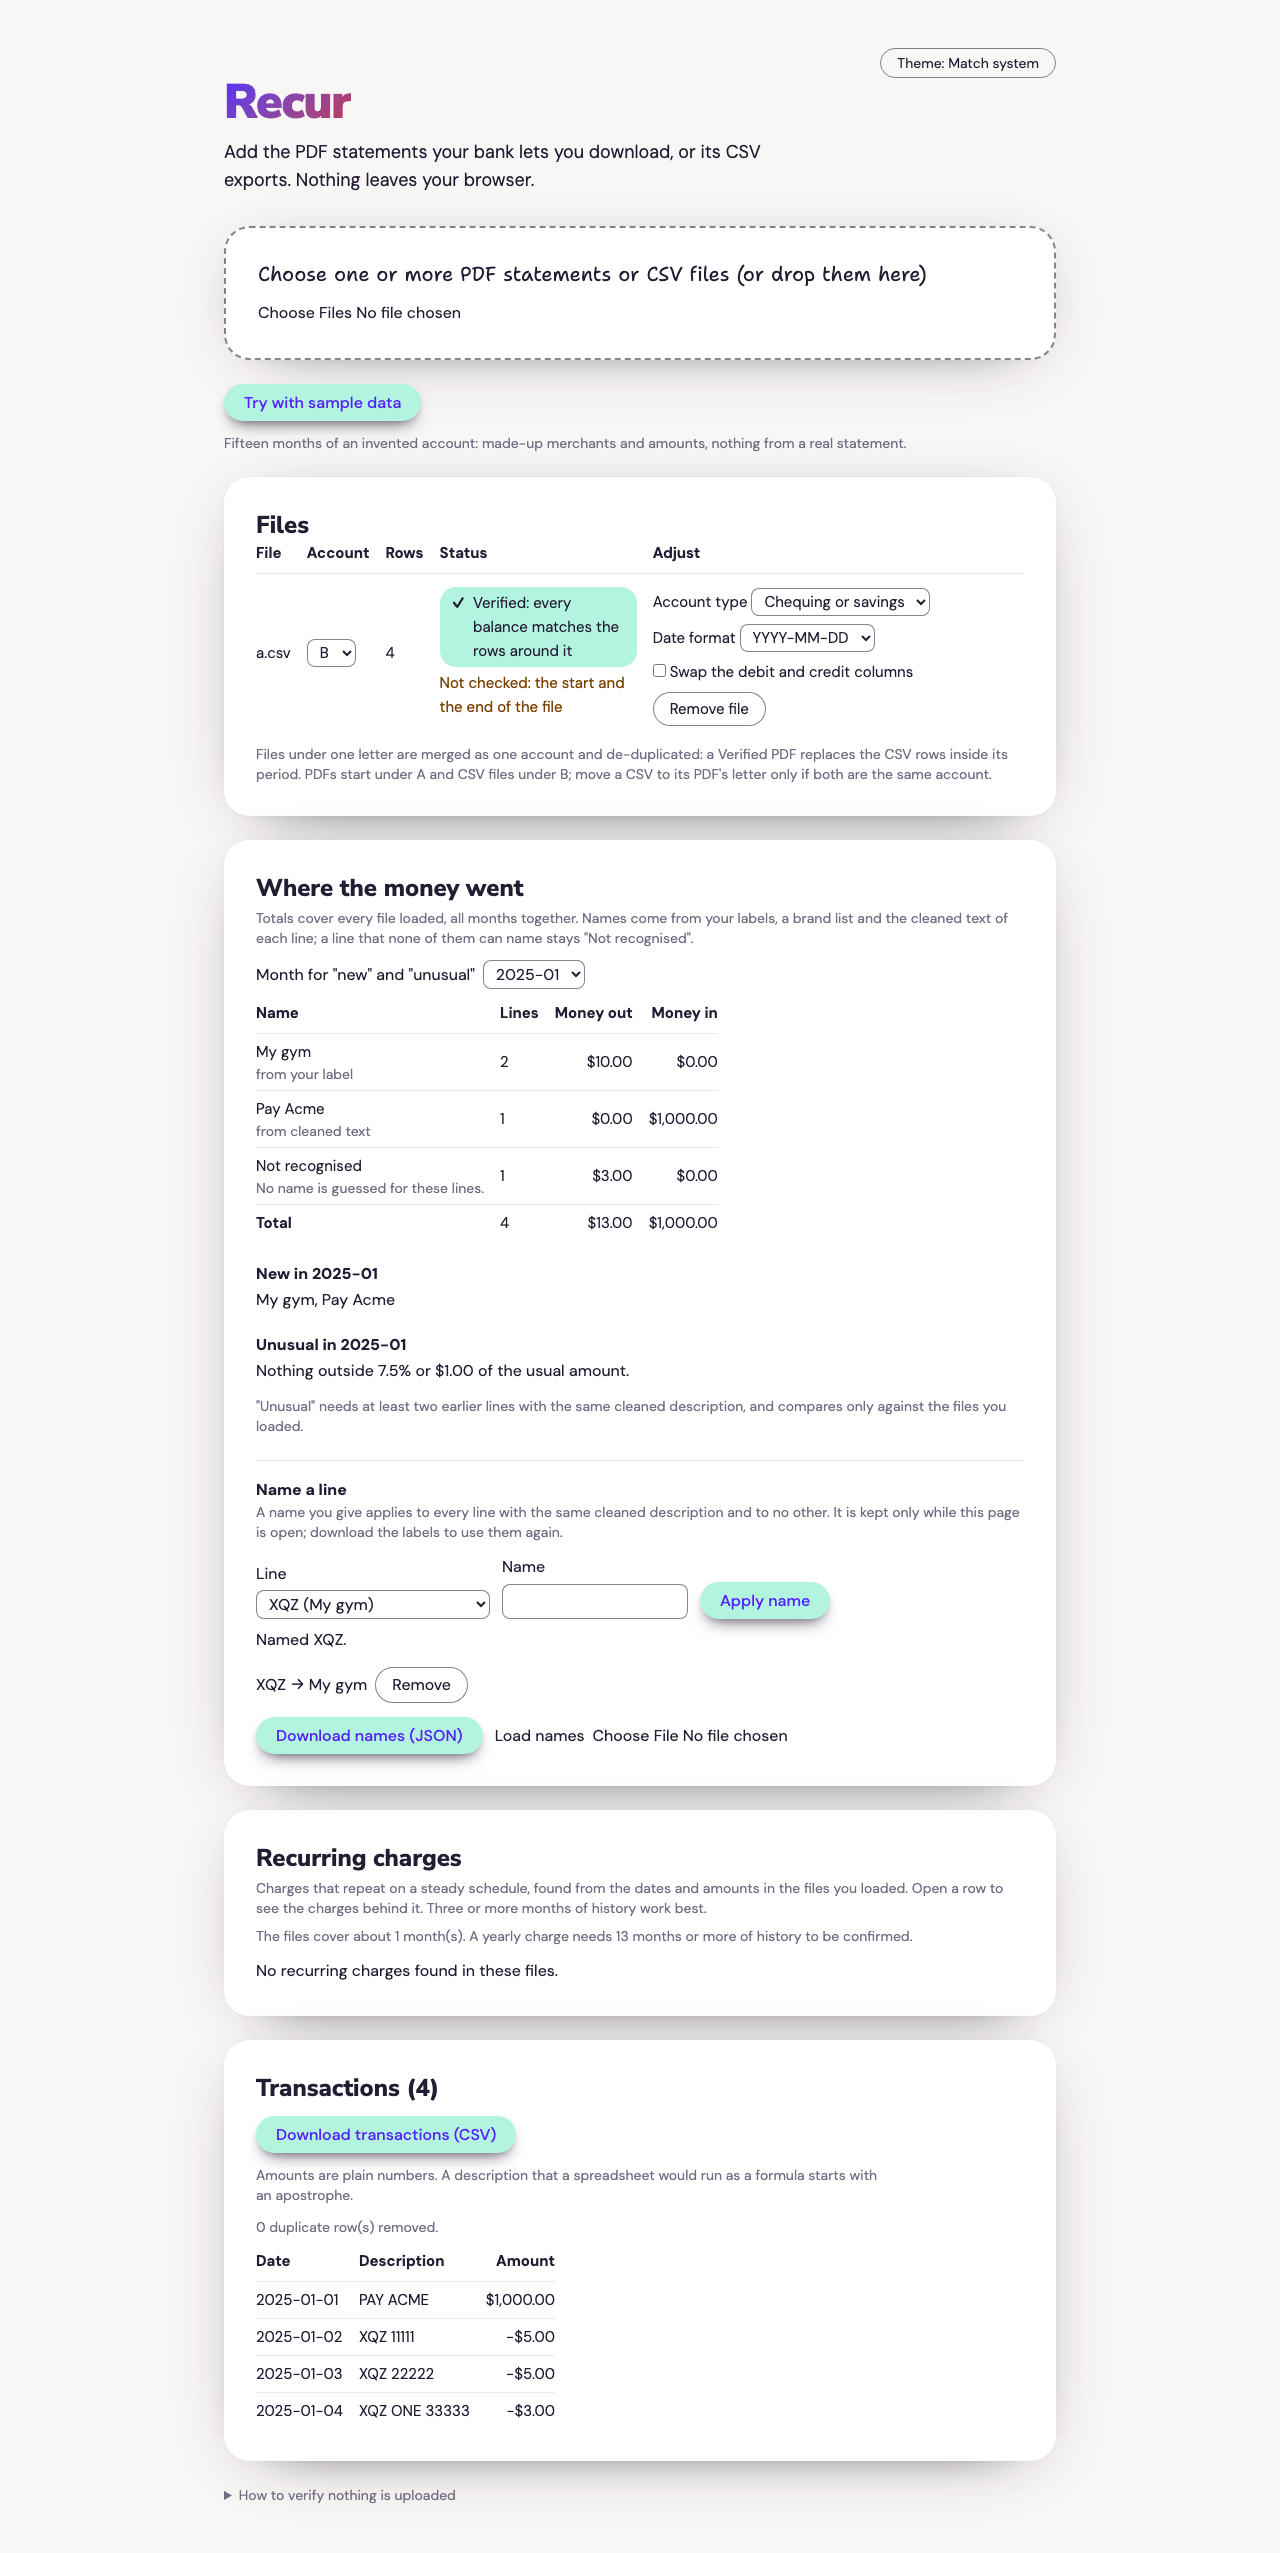 Theme: Match system
Recur
Add the PDF statements your bank lets you download, or its CSV
exports. Nothing leaves your browser.
Choose one or more PDF statements or CSV files (or drop them here)
Choose Files No file chosen
Try with sample data
Fifteen months of an invented account: made-up merchants and amounts, nothing from a real statement.
Files
File Account Rows Status Adjust
a.csv B 4
✓ Verified: every
balance matches the
rows around it
Not checked: the start and
the end of the file
Account type Chequing or savings
Date format YYYY-MM-DD
Swap the debit and credit columns
Remove file
Files under one letter are merged as one account and de-duplicated: a Verified PDF replaces the CSV rows inside its
period. PDFs start under A and CSV files under B; move a CSV to its PDF's letter only if both are the same account.
Where the money went
Totals cover every file loaded, all months together. Names come from your labels, a brand list and the cleaned text of
each line; a line that none of them can name stays "Not recognised".
Month for "new" and "unusual" 2025-01
Name Lines Money out Money in
My gym 2 $10.00 $0.00
from your label
Pay Acme 1 $0.00 $1,000.00
from cleaned text
Not recognised 1 $3.00 $0.00
No name is guessed for these lines.
Total 4 $13.00 $1,000.00
New in 2025-01
My gym, Pay Acme
Unusual in 2025-01
Nothing outside 7.5% or $1.00 of the usual amount.
"Unusual" needs at least two earlier lines with the same cleaned description, and compares only against the files you
loaded.
Name a line
A name you give applies to every line with the same cleaned description and to no other. It is kept only while this page
is open; download the labels to use them again.
Line Name
XQZ (My gym) Apply name
Named XQZ.
XQZ → My gym Remove
Download names (JSON) Load names Choose File No file chosen
Recurring charges
Charges that repeat on a steady schedule, found from the dates and amounts in the files you loaded. Open a row to
see the charges behind it. Three or more months of history work best.
The files cover about 1 month(s). A yearly charge needs 13 months or more of history to be confirmed.
No recurring charges found in these files.
Transactions (4)
Download transactions (CSV)
Amounts are plain numbers. A description that a spreadsheet would run as a formula starts with
an apostrophe.
0 duplicate row(s) removed.
Date Description Amount
2025-01-01 PAY ACME $1,000.00
2025-01-02 XQZ 11111 -$5.00
2025-01-03 XQZ 22222 -$5.00
2025-01-04 XQZ ONE 33333 -$3.00
How to verify nothing is uploaded